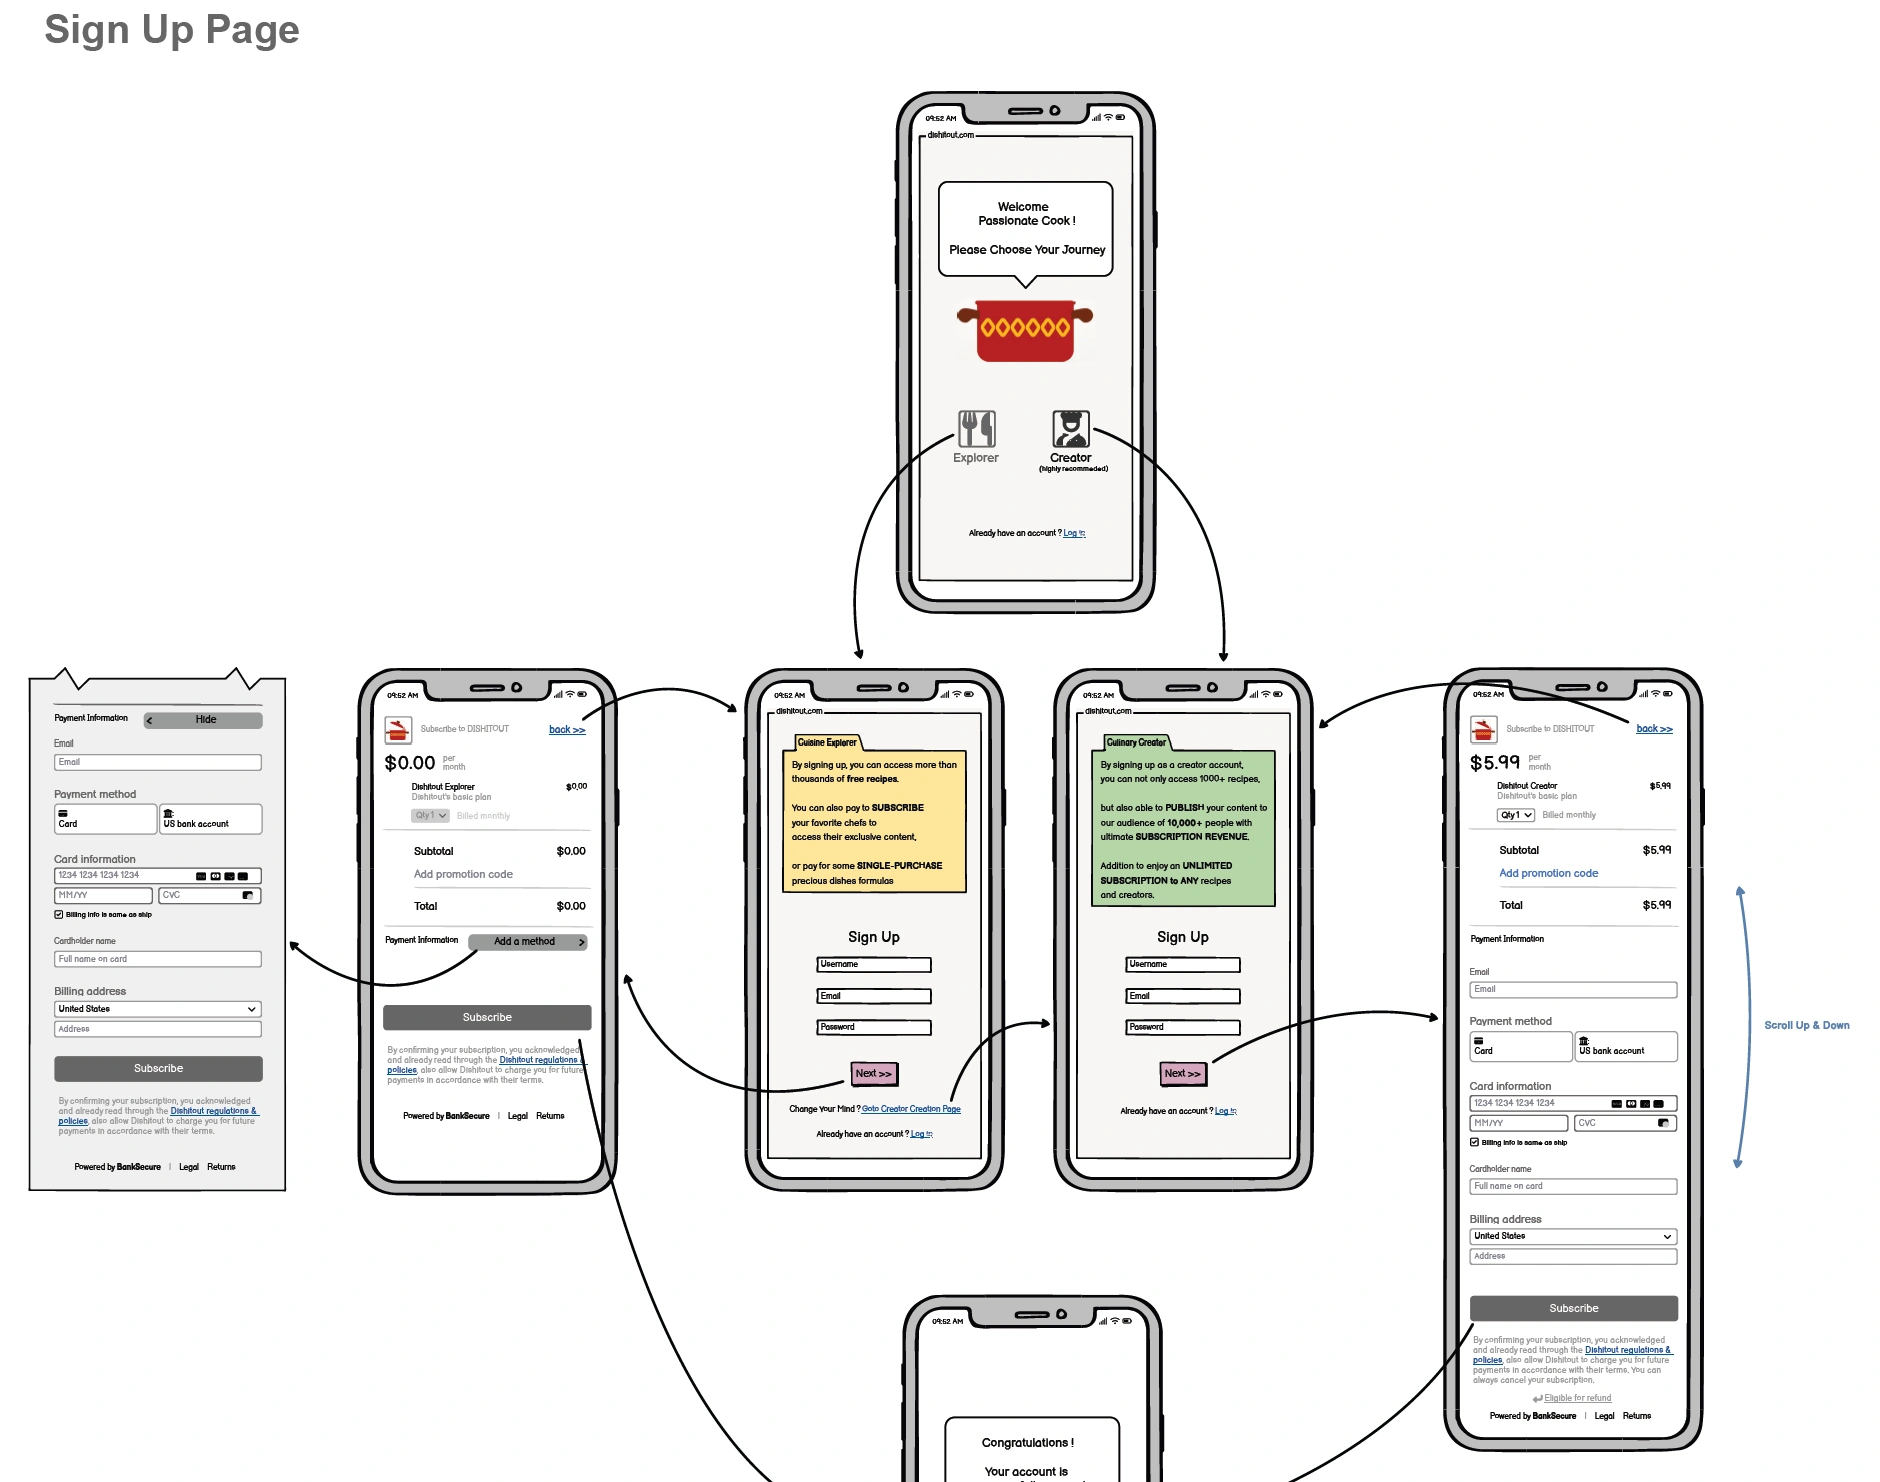 Sign Up Page
09:52 AM
dishitout.com
Welcome
Passionate Cook !
Please Choose Your Journey
Explorer
Creator
(highly recommeded)
Already have an account ? Log in
Payment Information
< Hide
Email
Email
Payment method
Card
US bank account
Card information
1234 1234 1234 1234
MM/YY
CVC
Billing info is same as ship
Cardholder name
Full name on card
Billing address
United States
Address
Subscribe
By confirming your subscription, you acknowledged
and already read through the Dishitout regulations &
policies, also allow Dishitout to charge you for future
payments in accordance with their terms.
Powered by BankSecure | Legal Returns
09:52 AM
Subscribe to DISHITOUT
back >>
$0.00 per
month
Dishitout Explorer $0.00
Dishitout's basic plan
Qty 1 Billed monthly
Subtotal $0.00
Add promotion code
Total $0.00
Payment Information
Add a method >
Subscribe
By confirming your subscription, you acknowledged
and already read through the Dishitout regulations &
policies, also allow Dishitout to charge you for future
payments in accordance with their terms.
Powered by BankSecure | Legal Returns
09:52 AM
dishitout.com
Cuisine Explorer
By signing up, you can access more than
thousands of free recipes.
You can also pay to SUBSCRIBE
your favorite chefs to
access their exclusive content,
or pay for some SINGLE-PURCHASE
precious dishes formulas
Sign Up
Username
Email
Password
Next >>
Change Your Mind ? Goto Creator Creation Page
Already have an account ? Log in
09:52 AM
dishitout.com
Culinary Creator
By signing up as a creator account,
you can not only access 1000+ recipes,
but also able to PUBLISH your content to
our audience of 10,000+ people with
ultimate SUBSCRIPTION REVENUE.
Addition to enjoy an UNLIMITED
SUBSCRIPTION to ANY recipes
and creators.
Sign Up
Username
Email
Password
Next >>
Already have an account ? Log in
09:52 AM
Subscribe to DISHITOUT
back >>
$5.99 per
month
Dishitout Creator $5.99
Dishitout's basic plan
Qty 1 Billed monthly
Subtotal $5.99
Add promotion code
Total $5.99
Payment Information
Email
Email
Payment method
Card
US bank account
Card information
1234 1234 1234 1234
MM/YY
CVC
Billing info is same as ship
Cardholder name
Full name on card
Billing address
United States
Address
Subscribe
By confirming your subscription, you acknowledged
and already read through the Dishitout regulations &
policies, also allow Dishitout to charge you for future
payments in accordance with their terms. You can
always cancel your subscription.
Eligible for refund
Powered by BankSecure | Legal Returns
Scroll Up & Down
09:52 AM
Congratulations !
Your account is